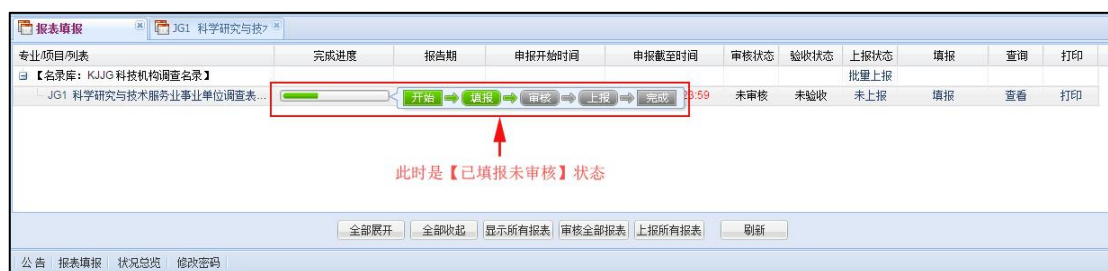 报表填报 JG1 科学研究与技
专业/项目/列表 完成进度 报告期 申报开始时间 申报截至时间 审核状态 验收状态 上报状态 填报 查询 打印
【名录库：KJJG科技机构调查名录】 批量上报
JG1 科学研究与技术服务业事业单位调查表... 开始 填报 审核 上报 完成 :59 未审核 未验收 未上报 填报 查看 打印
此时是【已填报未审核】状态
全部展开 全部收起 显示所有报表 审核全部报表 上报所有报表 刷新
公告 报表填报 状况总览 修改密码